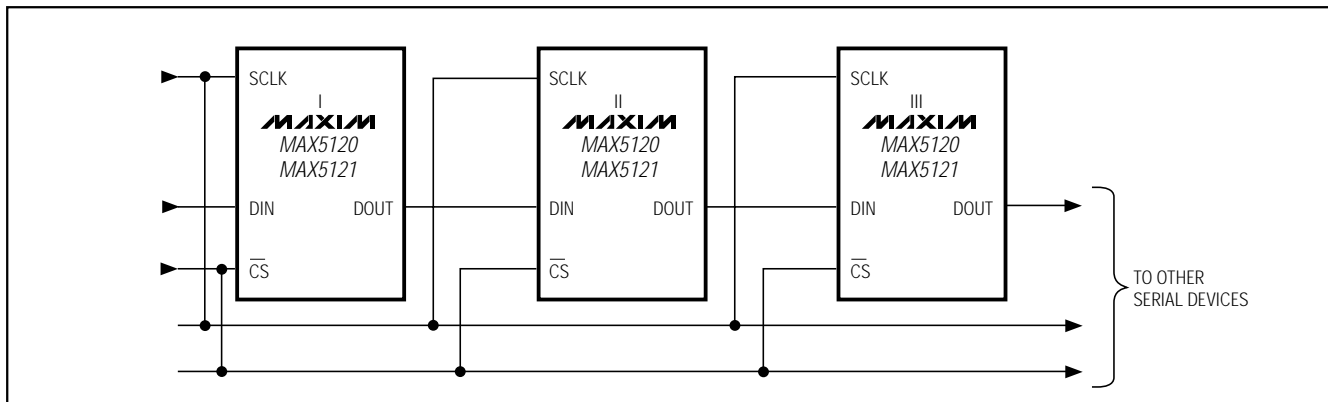 SCLK
I
MAXIM
MAX5120
MAX5121
DIN
DOUT
CS
SCLK
II
MAXIM
MAX5120
MAX5121
DIN
DOUT
CS
SCLK
III
MAXIM
MAX5120
MAX5121
DIN
DOUT
CS
TO OTHER
SERIAL DEVICES